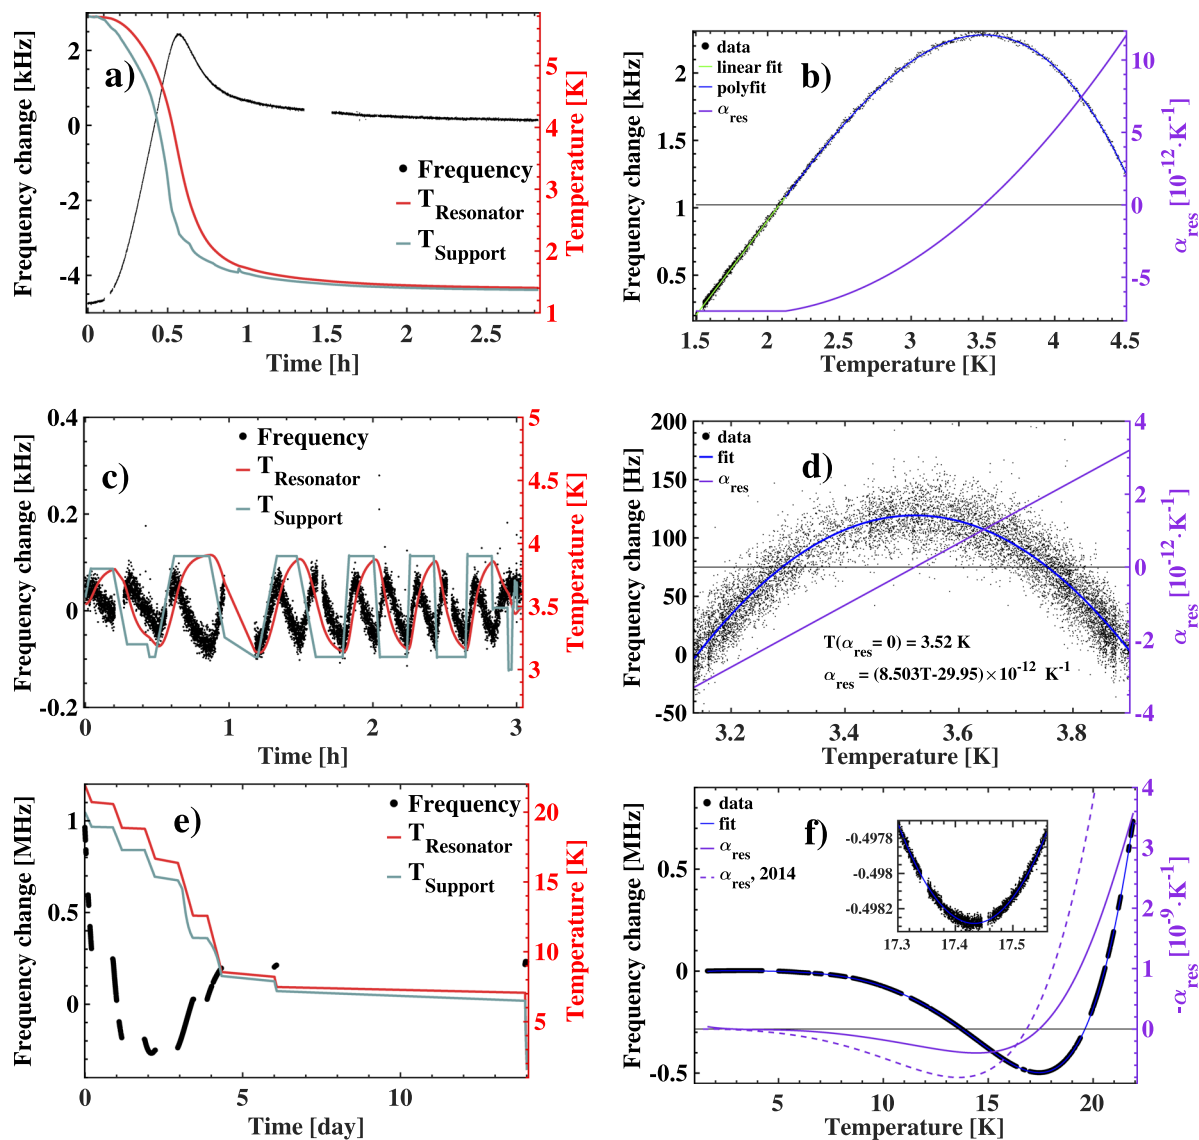 a)
Frequency change [kHz]
2
0
-2
-4
0
0.5
1
1.5
2
2.5
Time [h]
Frequency
T_Resonator
T_Support
5
4
3
2
1
Temperature [K]
b)
data
linear fit
polyfit
α_res
Frequency change [kHz]
2
1.5
1
0.5
1.5
2
2.5
3
3.5
4
4.5
Temperature [K]
10
5
0
-5
α_res [10^-12·K^-1]
c)
Frequency
T_Resonator
T_Support
Frequency change [kHz]
0.4
0.2
0
-0.2
0
1
2
3
Time [h]
5
4.5
4
3.5
3
Temperature [K]
d)
data
fit
α_res
Frequency change [Hz]
200
150
100
50
0
-50
3.2
3.4
3.6
3.8
Temperature [K]
T(α_res= 0) = 3.52 K
α_res = (8.503T-29.95)×10^-12 K^-1
4
2
0
-2
-4
α_res [10^-12·K^-1]
e)
Frequency
T_Resonator
T_Support
Frequency change [MHz]
1
0.5
0
0
5
10
Time [day]
20
15
10
5
Temperature [K]
f)
data
fit
α_res
α_res, 2014
Frequency change [MHz]
0.5
0
-0.5
5
10
15
20
Temperature [K]
-0.4978
-0.498
-0.4982
17.3
17.4
17.5
4
3
2
1
0
-α_res [10^-9·K^-1]